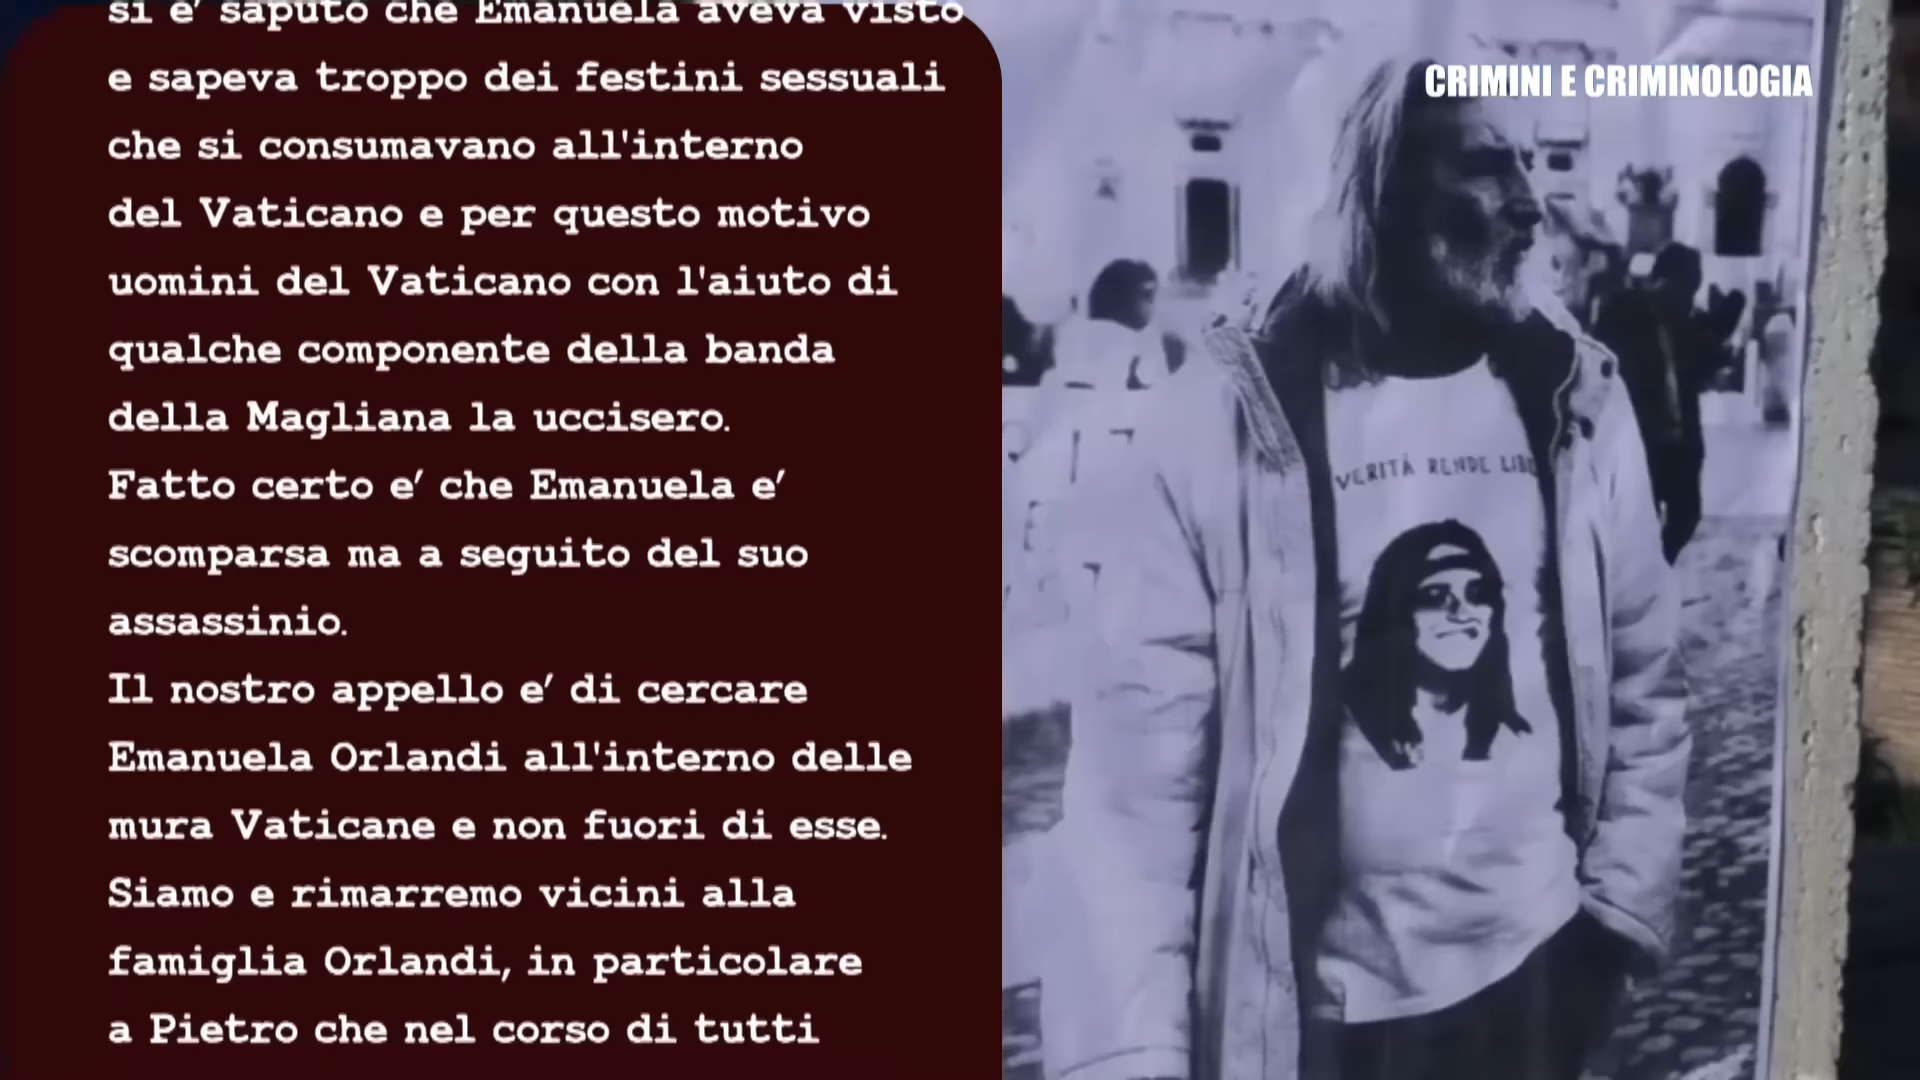 si e' saputo che Emanuela aveva visto
e sapeva troppo dei festini sessuali
che si consumavano all'interno
del Vaticano e per questo motivo
uomini del Vaticano con l'aiuto di
qualche componente della banda
della Magliana la uccisero.
Fatto certo e' che Emanuela e'
scomparsa ma a seguito del suo
assassinio.
Il nostro appello e' di cercare
Emanuela Orlandi all'interno delle
mura Vaticane e non fuori di esse.
Siamo e rimarremo vicini alla
famiglia Orlandi, in particolare
a Pietro che nel corso di tutti
CRIMINI E CRIMINOLOGIA
VERITÀ RENDE LIBE